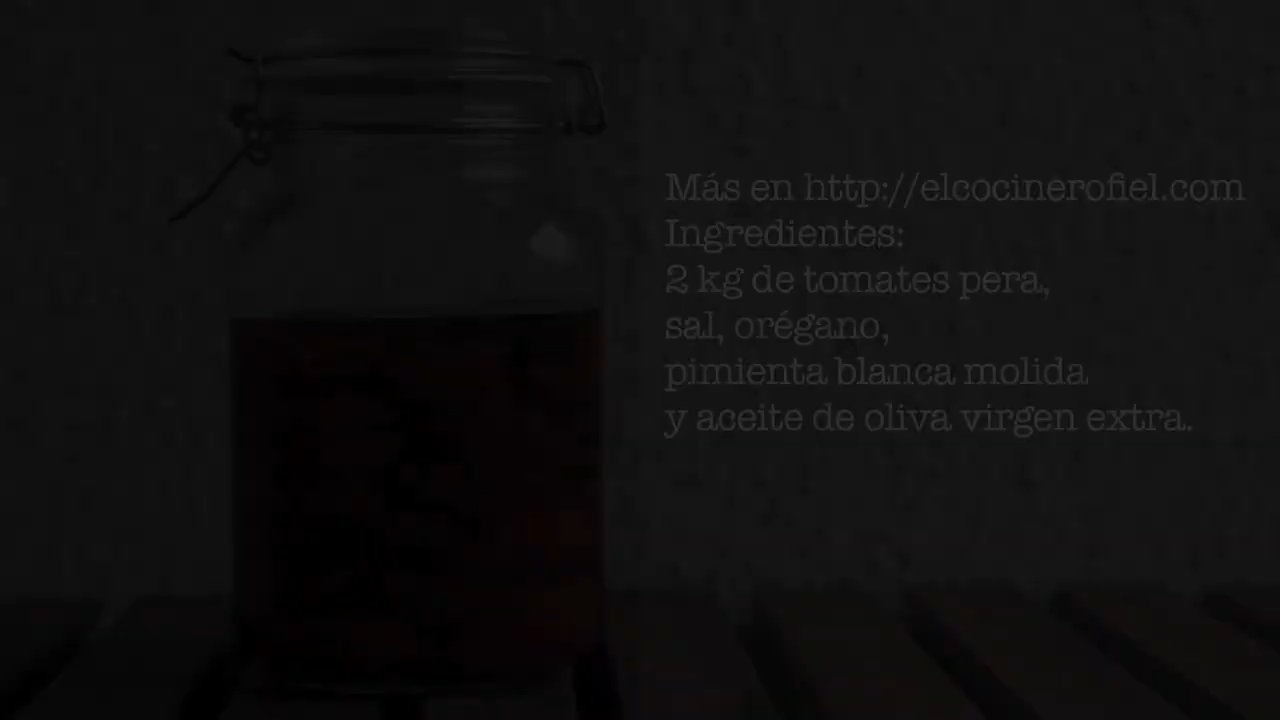 Más en http://elcocinerofiel.com
Ingredientes:
2 kg de tomates pera,
sal, orégano,
pimienta blanca molida
y aceite de oliva virgen extra.